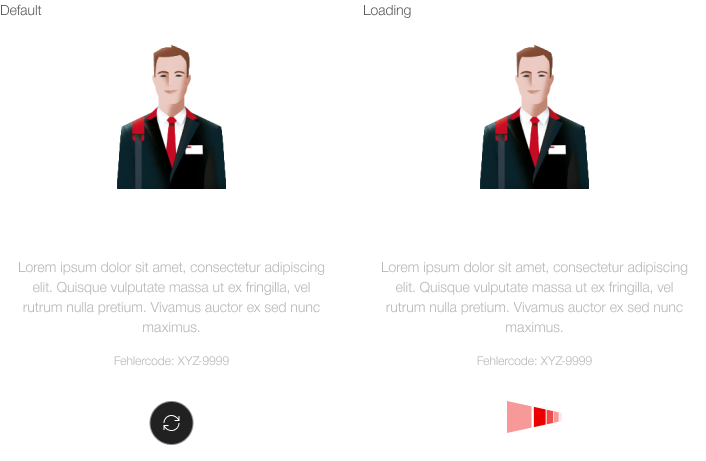 Default
Loading
Lorem ipsum dolor sit amet, consectetur adipiscing
elit. Quisque vulputate massa ut ex fringilla, vel
rutrum nulla pretium. Vivamus auctor ex sed nunc
maximus.
Fehlercode: XYZ-9999
Lorem ipsum dolor sit amet, consectetur adipiscing
elit. Quisque vulputate massa ut ex fringilla, vel
rutrum nulla pretium. Vivamus auctor ex sed nunc
maximus.
Fehlercode: XYZ-9999